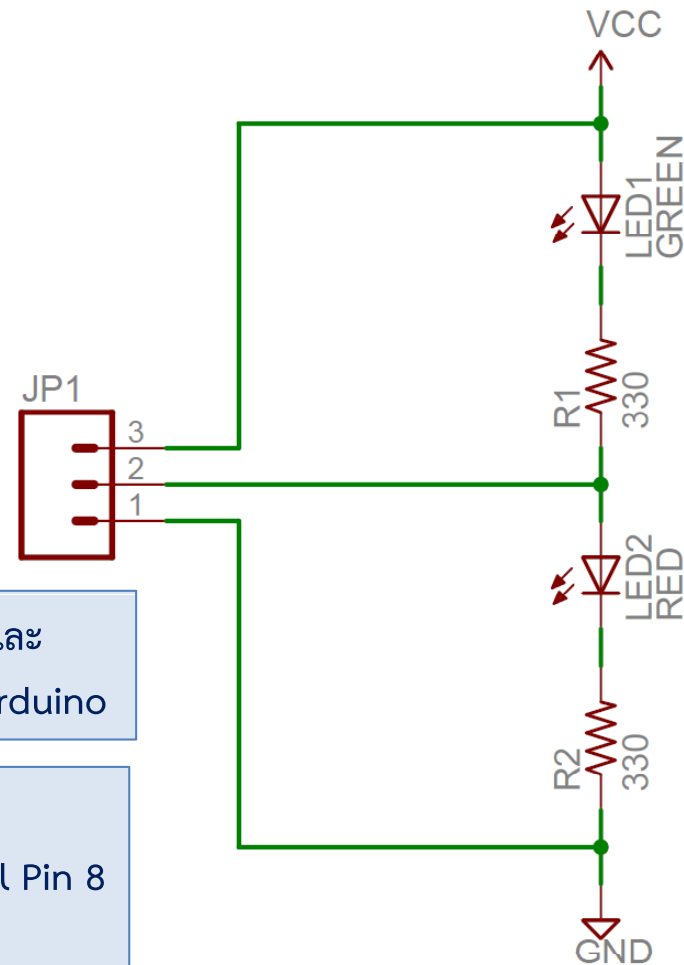 VCC
LED1
GREEN
R1
330
JP1
3
2
1
LED2
RED
R2
330
GND
และ
rduino
l Pin 8